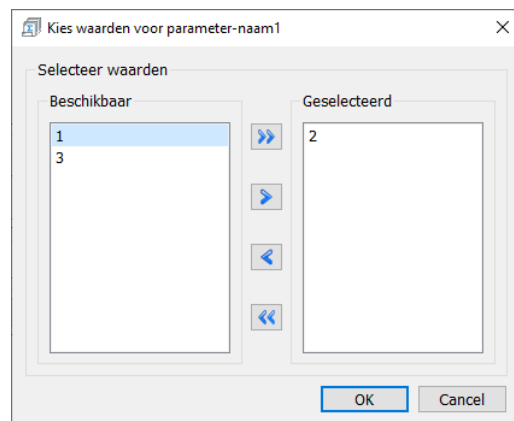 Kies waarden voor parameter-naam1
Selecteer waarden
Beschikbaar
1
3
Geselecteerd
2
OK
Cancel